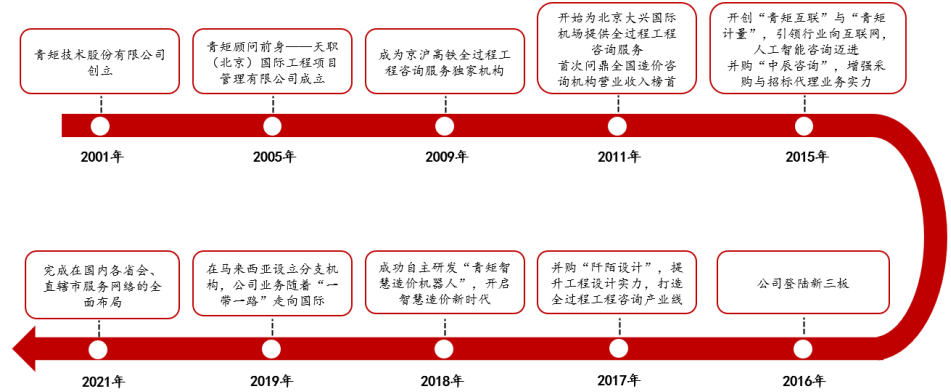 青矩技术股份有限公司
创立
青矩顾问前身——天职
（北京）国际工程项目
管理有限公司成立
成为京沪高铁全过程工
程咨询服务独家机构
开始为北京大兴国际
机场提供全过程工程
咨询服务
首次问鼎全国造价咨
询机构营业收入榜首
开创“青矩互联”与“青矩
计量”，引领行业向互联网，
人工智能咨询迈进
并购“中辰咨询”，增强采
购与招标代理业务实力
2001年
2005年
2009年
2011年
2015年
完成在国内各省会、
直辖市服务网络的全
面布局
在马来西亚设立分支机
构，公司业务随着“一
带一路”走向国际
成功自主研发“青矩智
慧造价机器人”，开启
智慧造价新时代
并购“阡陌设计”，提
升工程设计实力，打造
全过程工程咨询产业线
公司登陆新三板
2021年
2019年
2018年
2017年
2016年